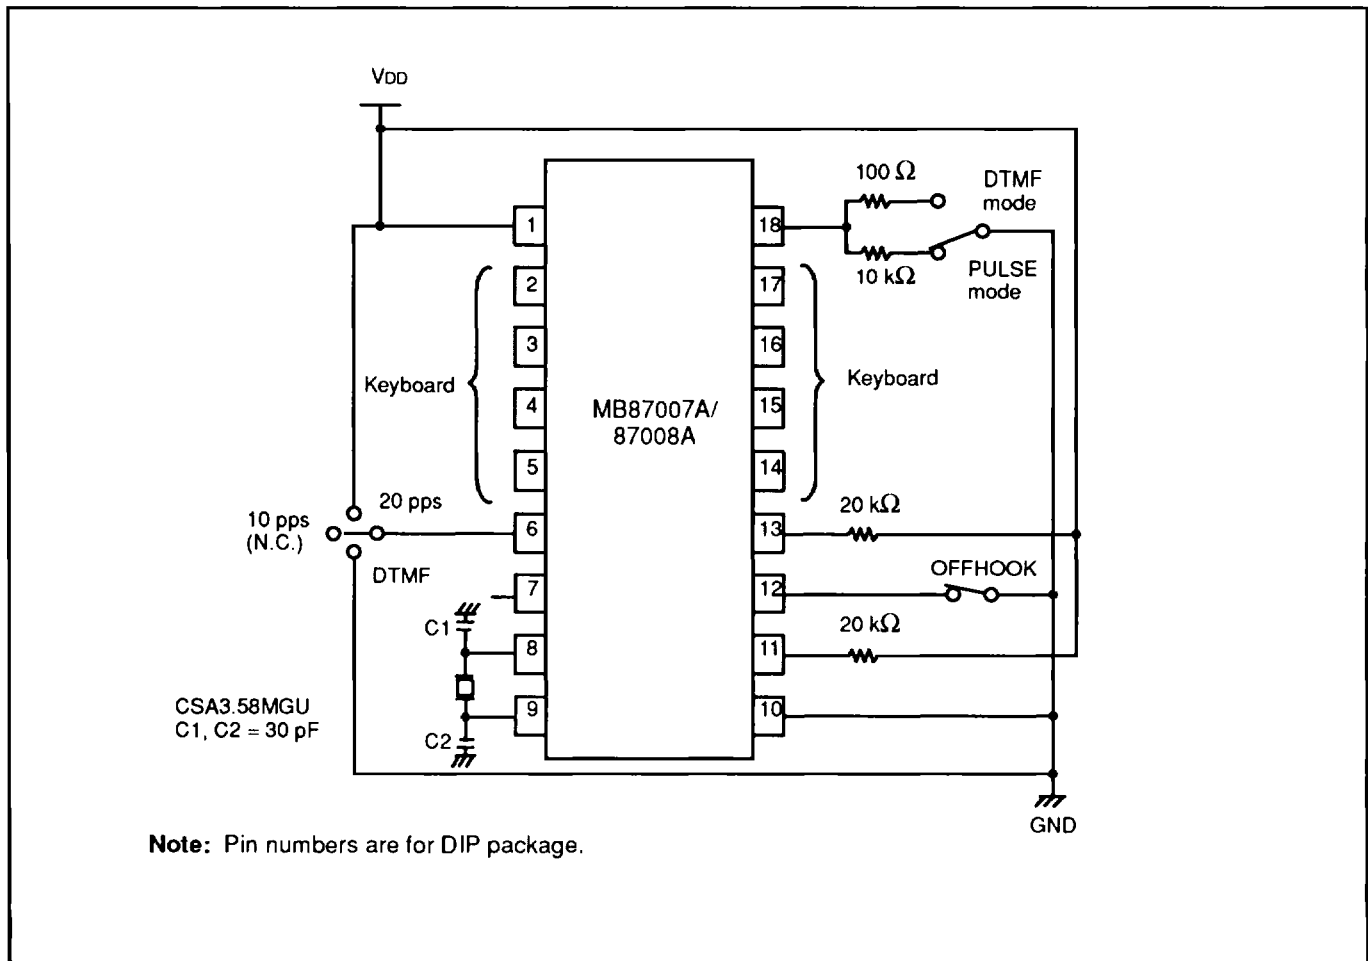 VDD
100 Ω
DTMF
mode
10 kΩ
PULSE
mode
1
2
3
4
5
6
7
8
9
18
17
16
15
14
13
12
11
10
Keyboard
Keyboard
MB87007A/
87008A
20 pps
10 pps
(N.C.)
DTMF
20 kΩ
OFFHOOK
20 kΩ
C1
C2
CSA3.58MGU
C1, C2 = 30 pF
GND
Note: Pin numbers are for DIP package.